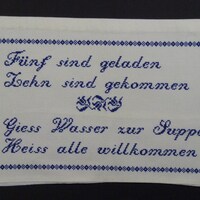 Fünf sind geladen
Zehn sind gekommen
Giess Wasser zur Suppe
Heiss alle willkommen